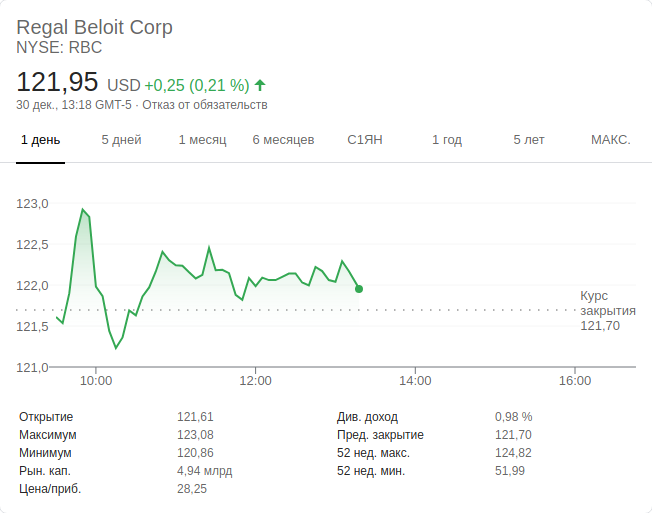 Regal Beloit Corp
NYSE: RBC
121,95 USD +0,25 (0,21 %)
30 дек., 13:18 GMT-5 · Отказ от обязательств
1 день 5 дней 1 месяц 6 месяцев С1ЯН 1 год 5 лет МАКС.
123,0
122,5
122,0
121,5
121,0
Курс
закрытия
121,70
10:00 12:00 14:00 16:00
Открытие 121,61 Див. доход 0,98 %
Максимум 123,08 Пред. закрытие 121,70
Минимум 120,86 52 нед. макс. 124,82
Рын. кап. 4,94 млрд 52 нед. мин. 51,99
Цена/приб. 28,25